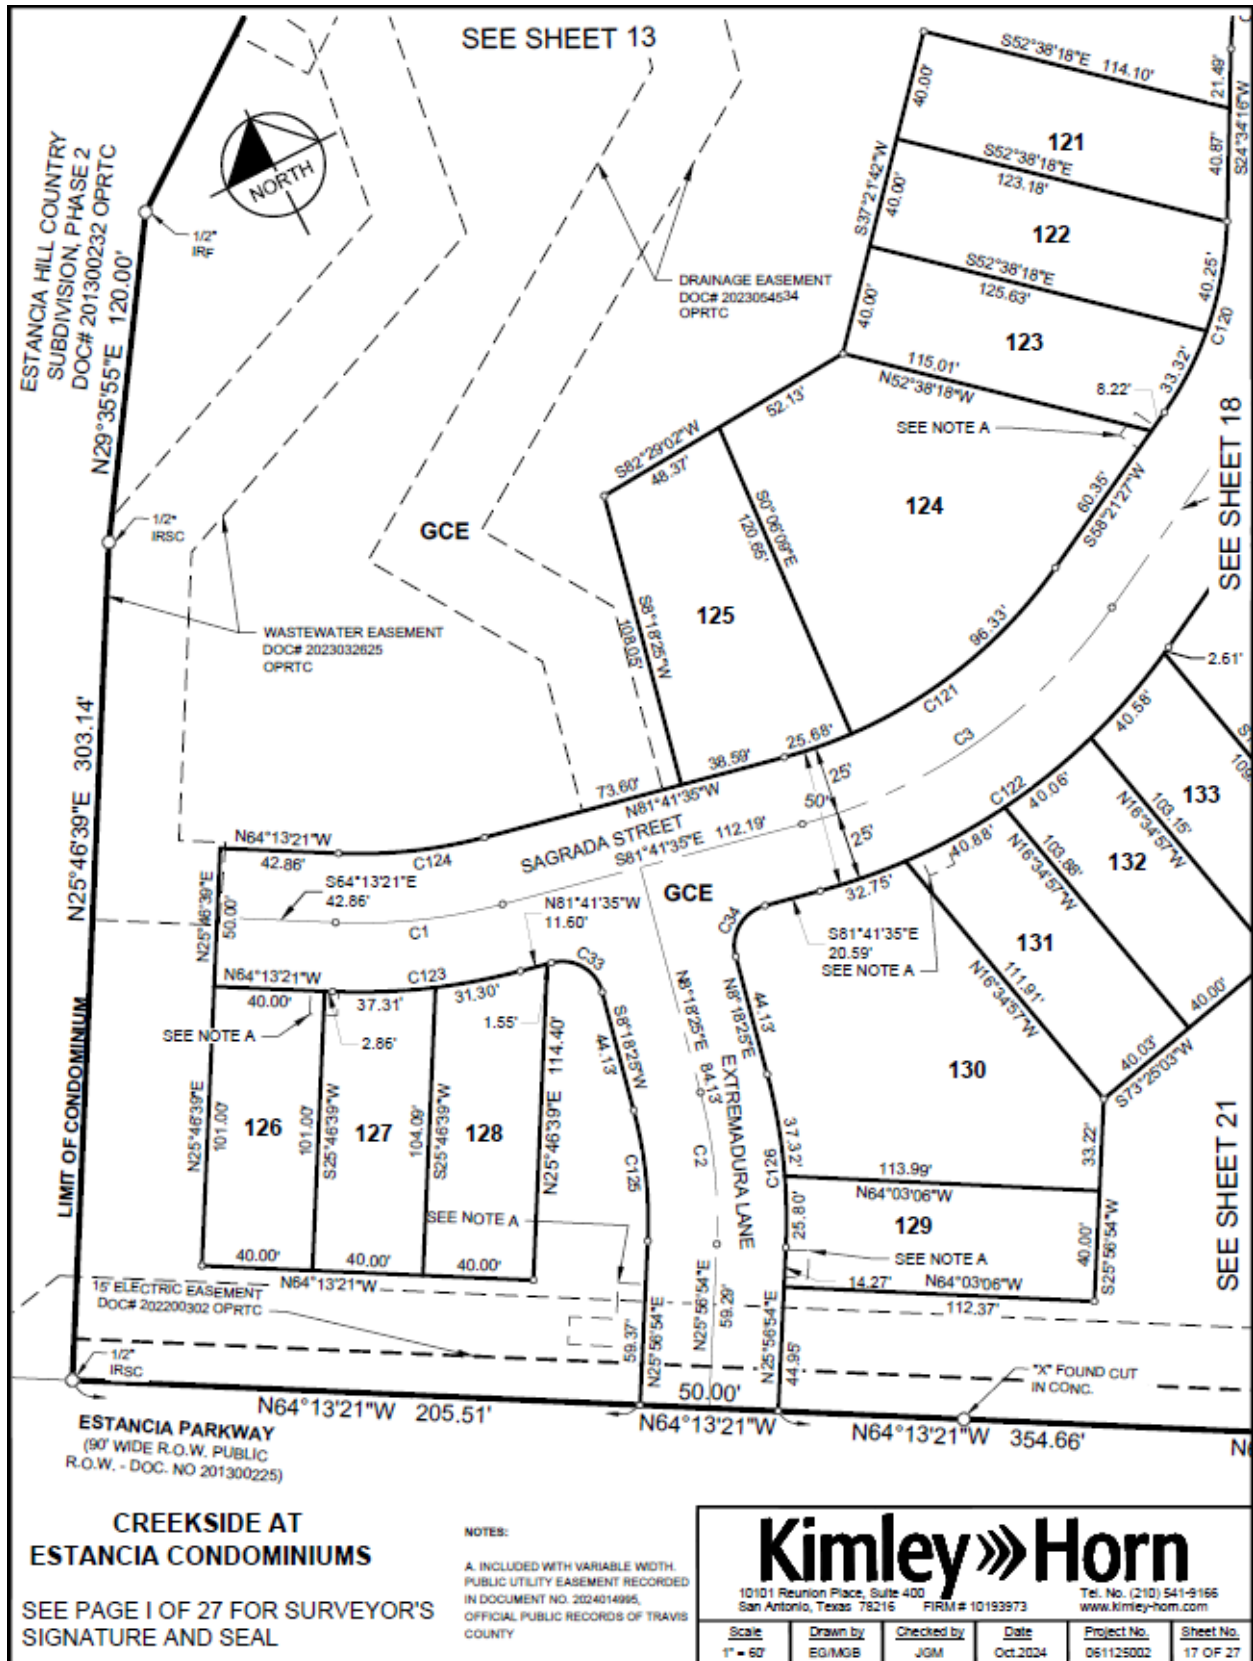 SEE SHEET 13
S52°38'18"E 114.10'
21.49'
S24°34'16"W
40.00'
121
40.87'
S52°38'18"E
123.18'
S37°21'42"W
40.00'
122
40.25'
S52°38'18"E
125.63'
C120
40.00'
123
33.32'
115.01'
N52°38'18"W
8.22'
SEE NOTE A
ESTANCIA HILL COUNTRY
SUBDIVISION, PHASE 2
DOC# 201300232 OPRTC
N29°35'55"E 120.00'
NORTH
1/2"
IRF
DRAINAGE EASEMENT
DOC# 2023054534
OPRTC
52.13'
S82°29'02"W
48.37'
124
60.35'
S58°21'27"W
SEE SHEET 18
1/2"
IRSC
GCE
S0°06'09"E
120.65'
125
S8°18'25"W
108.05'
96.33'
C121
C3
2.61'
WASTEWATER EASEMENT
DOC# 2023032625
OPRTC
N25°46'39"E 303.14'
LIMIT OF CONDOMINIUM
25.68'
38.59'
73.60'
N81°41'35"W
SAGRADA STREET
S81°41'35"E 112.19'
25'
50'
25'
C122
40.58'
40.06'
40.88'
32.75'
133
103.15'
N16°34'57"W
132
103.88'
N16°34'57"W
131
111.91'
N16°34'57"W
40.00'
40.03'
S73°25'03"W
N64°13'21"W
42.86'
C124
S64°13'21"E
42.86'
C1
N25°46'39"E
50.00'
GCE
N81°41'35"W
11.60'
C34
S81°41'35"E
20.59'
SEE NOTE A
N64°13'21"W
40.00'
C123
37.31'
31.30'
C33
1.55'
SEE NOTE A
2.86'
S8°18'25"W
44.13'
N8°18'25"E 84.13'
N8°18'25"E
44.13'
EXTREMADURA LANE
130
33.22'
N25°46'39"E
101.00'
126
101.00'
S25°46'39"W
127
104.09'
S25°46'39"W
128
N25°46'39"E 114.40'
C125
C2
37.32'
C126
113.99'
N64°03'06"W
129
25.80'
40.00'
S25°56'54"W
SEE SHEET 21
SEE NOTE A
SEE NOTE A
14.27'
N64°03'06"W
112.37'
40.00'
40.00'
40.00'
N64°13'21"W
15' ELECTRIC EASEMENT
DOC# 202200302 OPRTC
59.37'
N25°56'54"E
N25°56'54"E
59.29'
N25°56'54"E
44.95'
1/2"
IRSC
50.00'
"X" FOUND CUT
IN CONC.
N64°13'21"W 205.51'
N64°13'21"W
N64°13'21"W 354.66'
ESTANCIA PARKWAY
(90' WIDE R.O.W. PUBLIC
R.O.W. - DOC. NO 201300225)
CREEKSIDE AT
ESTANCIA CONDOMINIUMS
SEE PAGE I OF 27 FOR SURVEYOR'S
SIGNATURE AND SEAL
NOTES:
A. INCLUDED WITH VARIABLE WIDTH.
PUBLIC UTILITY EASEMENT RECORDED
IN DOCUMENT NO. 2024014995,
OFFICIAL PUBLIC RECORDS OF TRAVIS
COUNTY
Kimley»Horn
10101 Reunion Place, Suite 400
San Antonio, Texas 78216 FIRM # 10193973
Tel. No. (210) 541-9166
www.kimley-horn.com
Scale Drawn by Checked by Date Project No. Sheet No.
1" = 60' EG/MGB JGM Oct.2024 061125002 17 OF 27